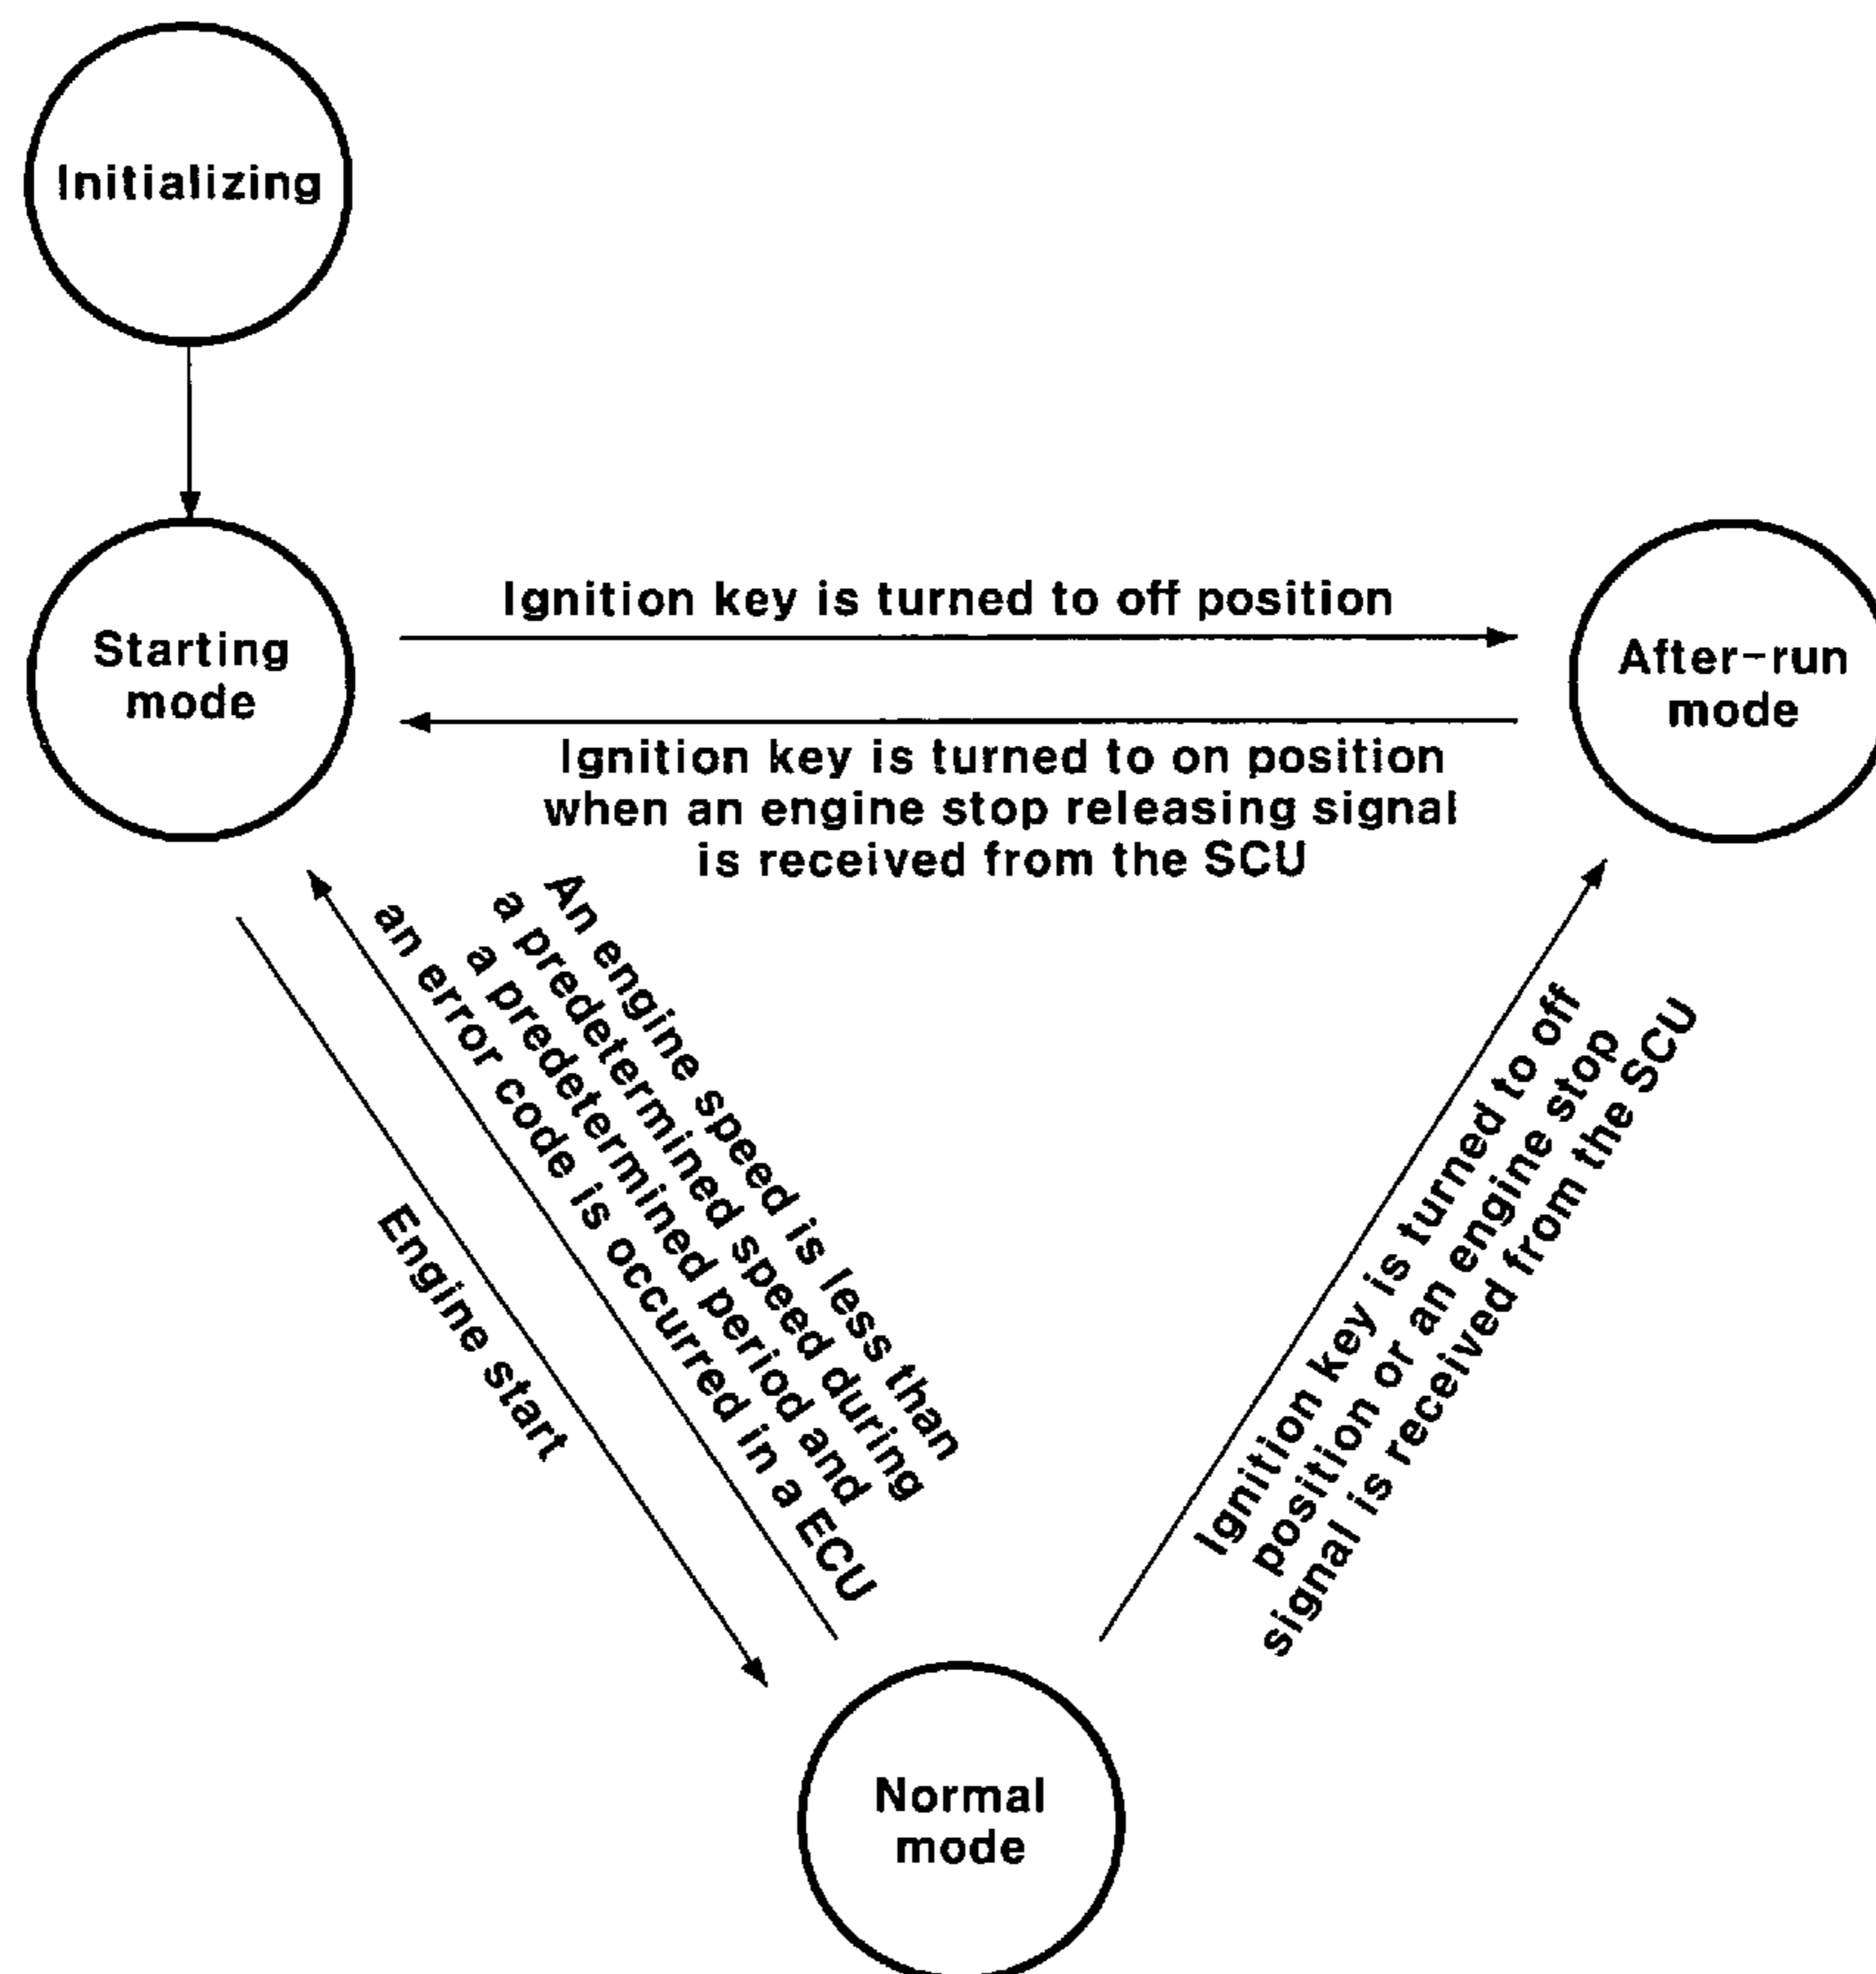 Initializing
Starting
mode
Ignition key is turned to off position
After-run
mode
Ignition key is turned to on position
when an engine stop releasing signal
is received from the SCU
An engine speed is less than
a predetermined speed during
a predetermined period and
an error code is occurred in a ECU
Engine start
Ignition key is turned to off
position or an engine stop
signal is received from the SCU
Normal
mode